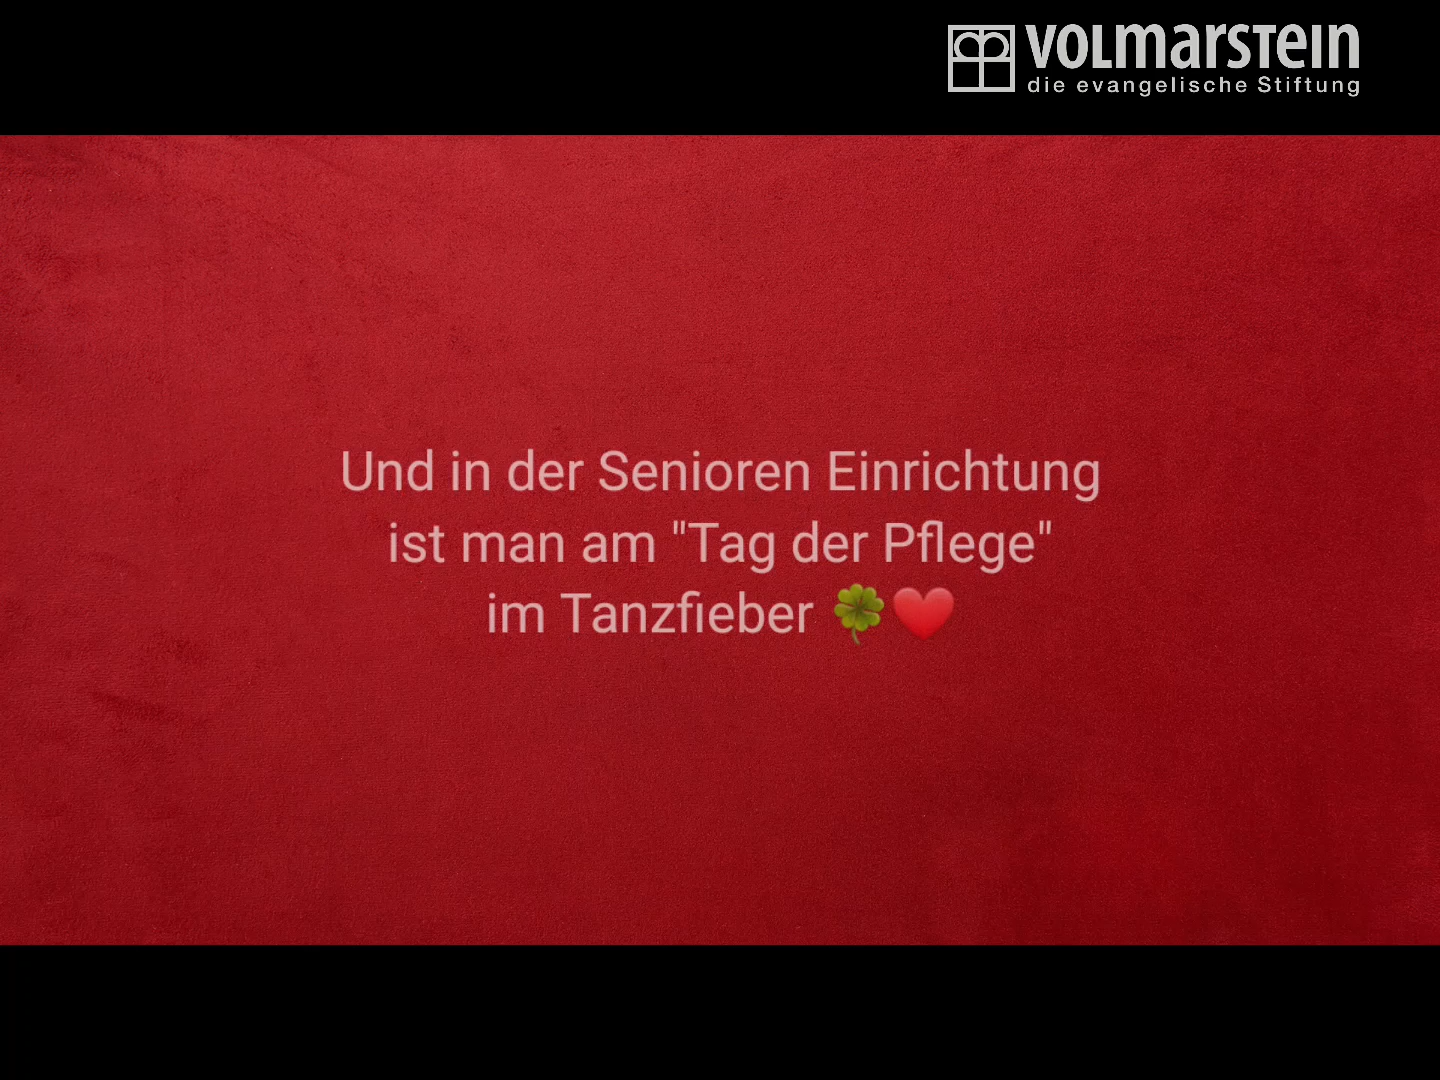 VOLMARSTEIN
die evangelische Stiftung
Und in der Senioren Einrichtung
ist man am "Tag der Pflege"
im Tanzfieber 🍀❤️